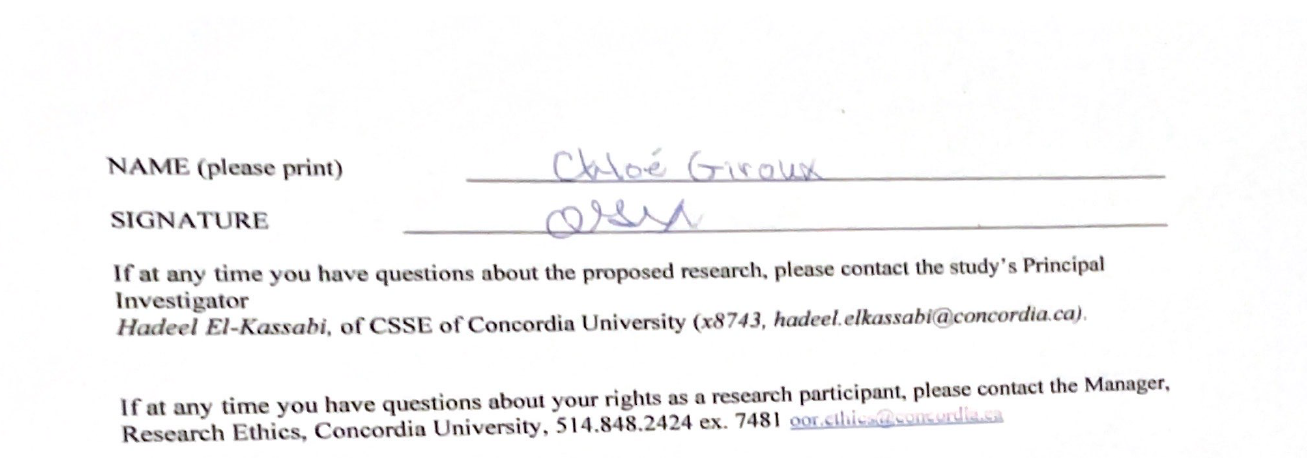 NAME (please print) Chloé Giroux
SIGNATURE
If at any time you have questions about the proposed research, please contact the study's Principal
Investigator
Hadeel El-Kassabi, of CSSE of Concordia University (x8743, hadeel.elkassabi@concordia.ca).
If at any time you have questions about your rights as a research participant, please contact the Manager,
Research Ethics, Concordia University, 514.848.2424 ex. 7481 oor.ethics@concordia.ca